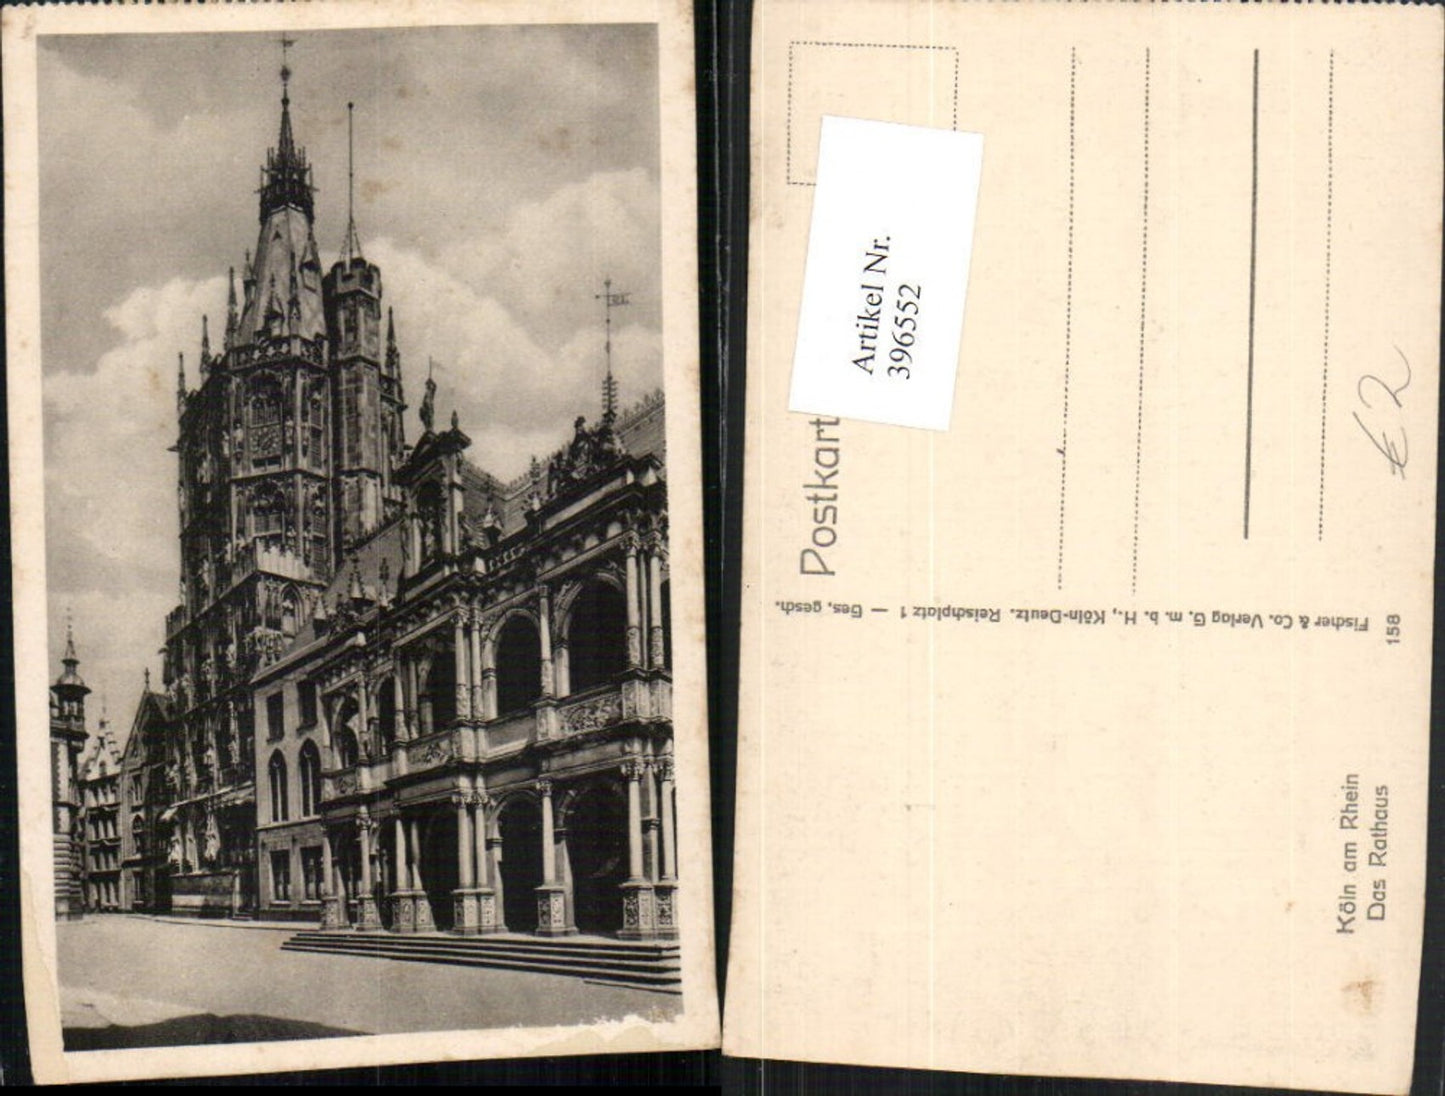 Artikel Nr.
396552
Postkart
€2
Fischer & Co. Verlag G. m. b. H., Köln-Deutz. Reischplatz 1 — Ges. gesch.
158
Köln am Rhein
Das Rathaus